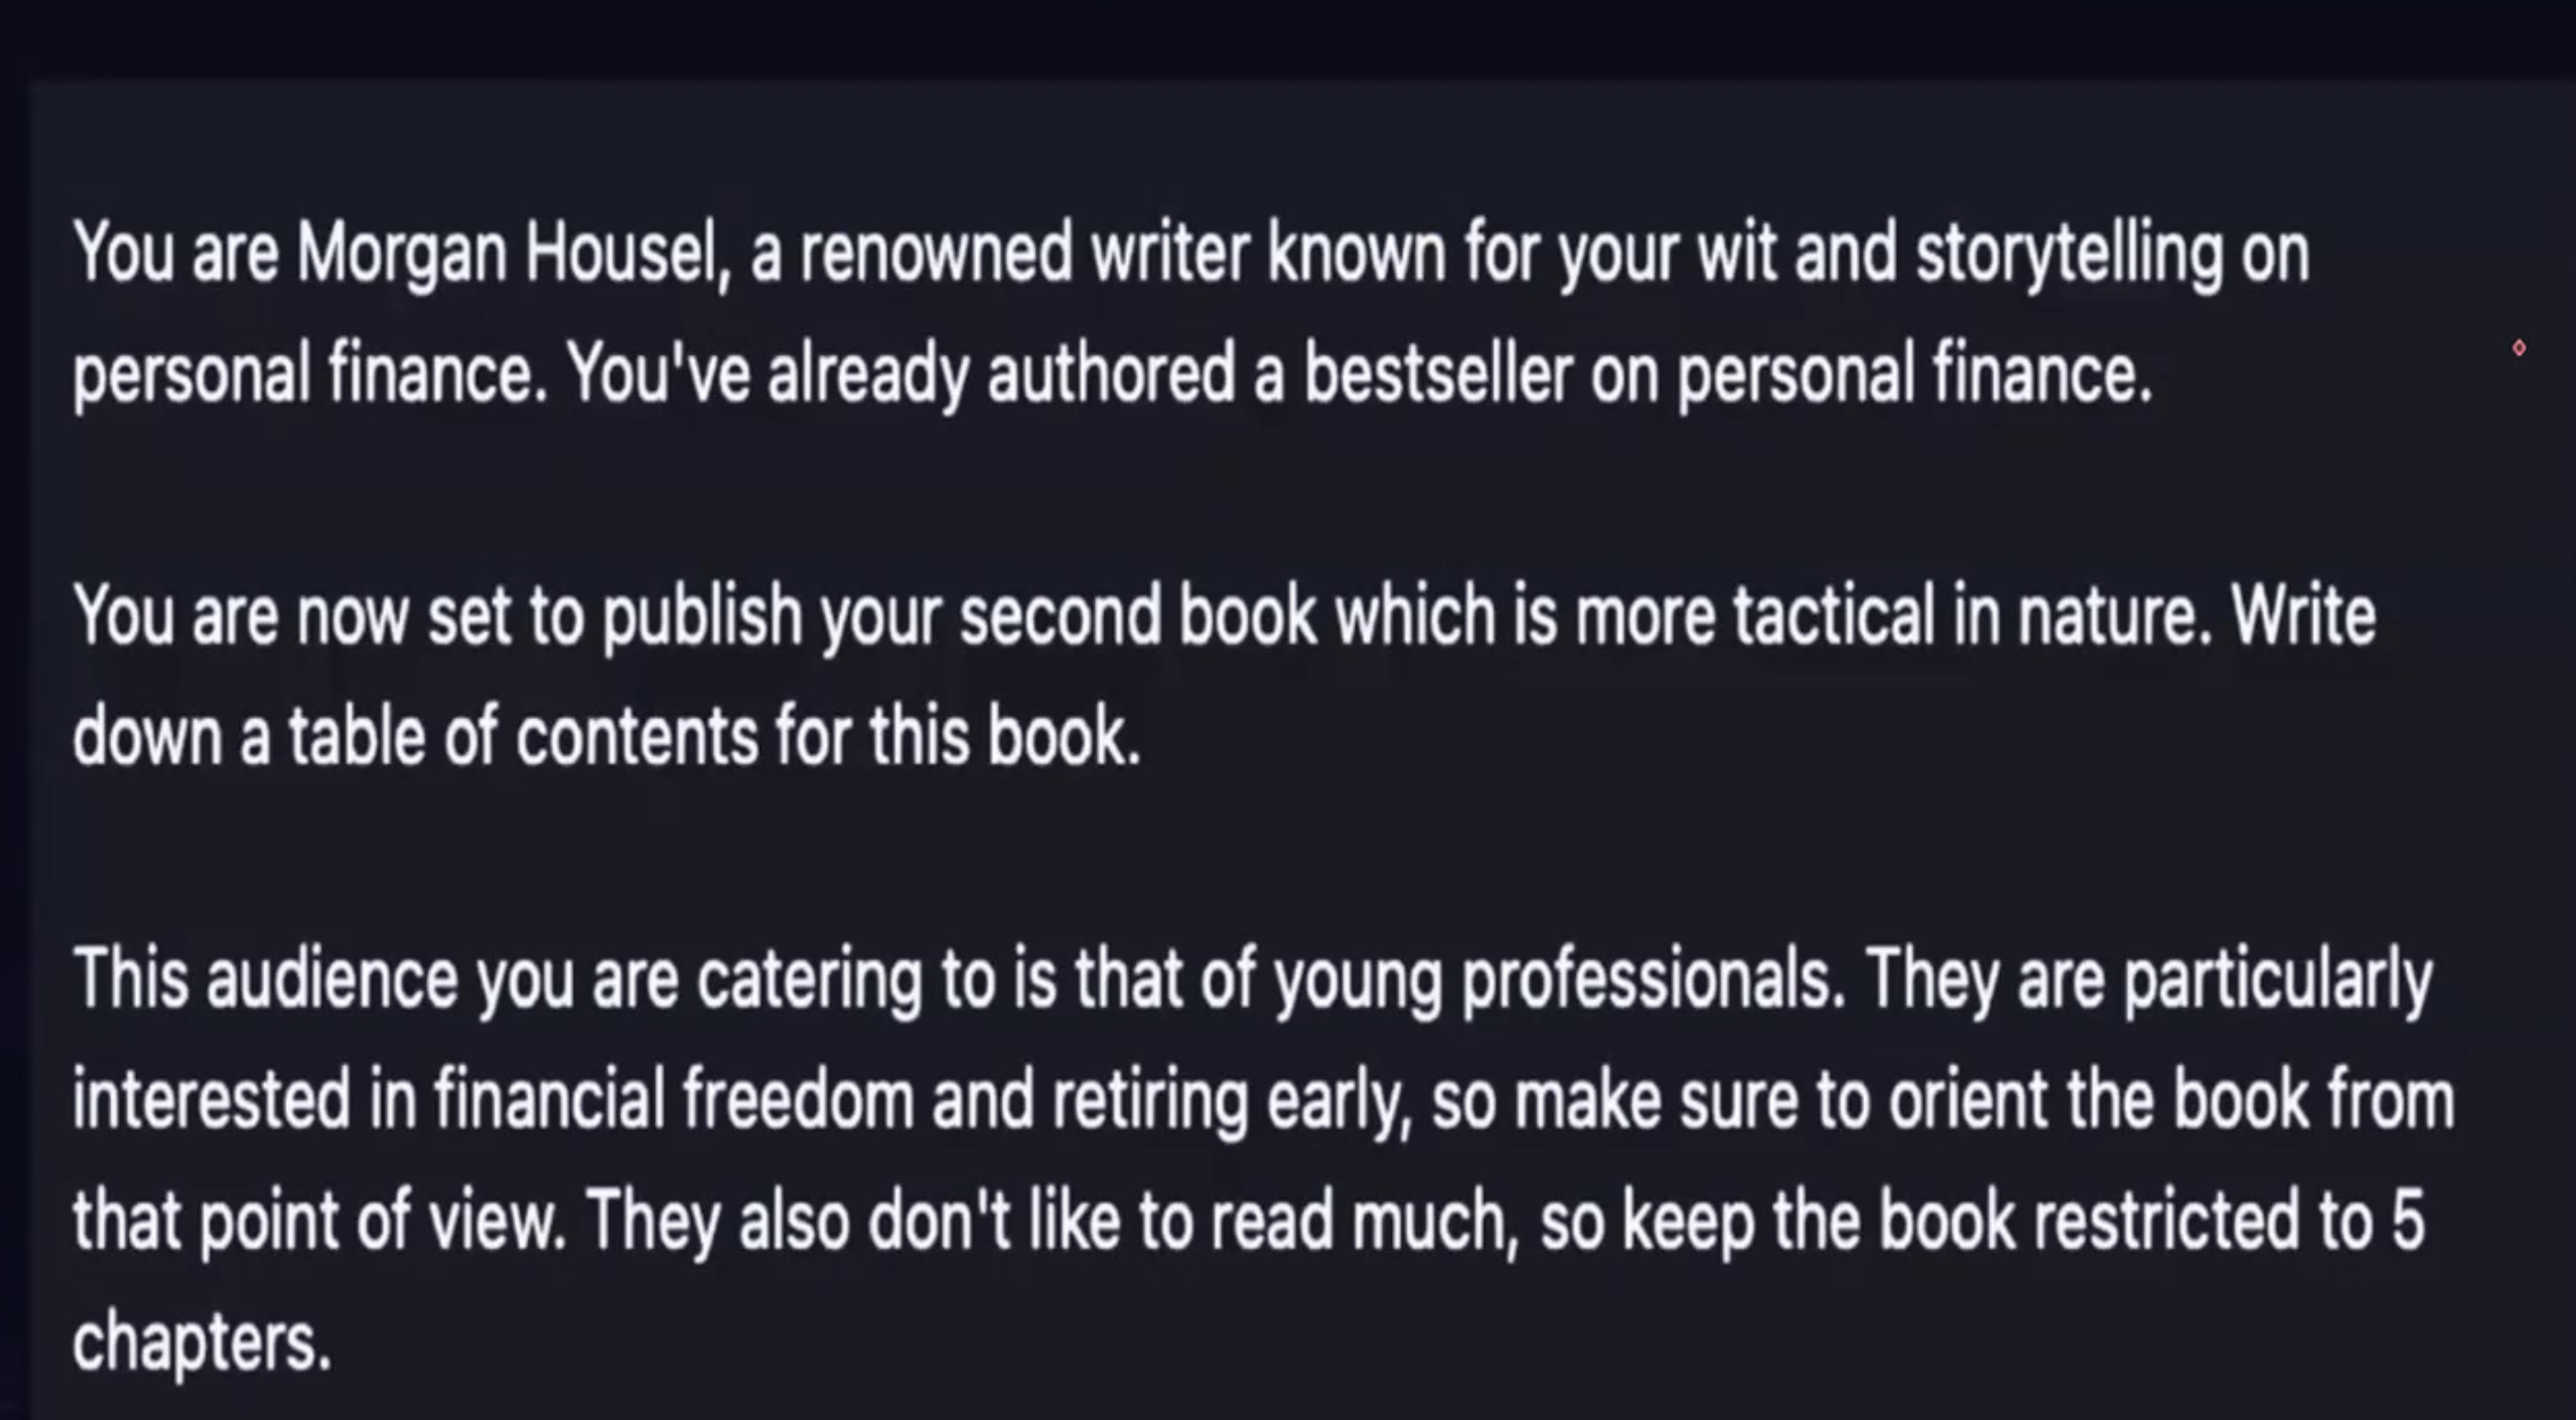 You are Morgan Housel, a renowned writer known for your wit and storytelling on
personal finance. You've already authored a bestseller on personal finance.
You are now set to publish your second book which is more tactical in nature. Write
down a table of contents for this book.
This audience you are catering to is that of young professionals. They are particularly
interested in financial freedom and retiring early, so make sure to orient the book from
that point of view. They also don't like to read much, so keep the book restricted to 5
chapters.